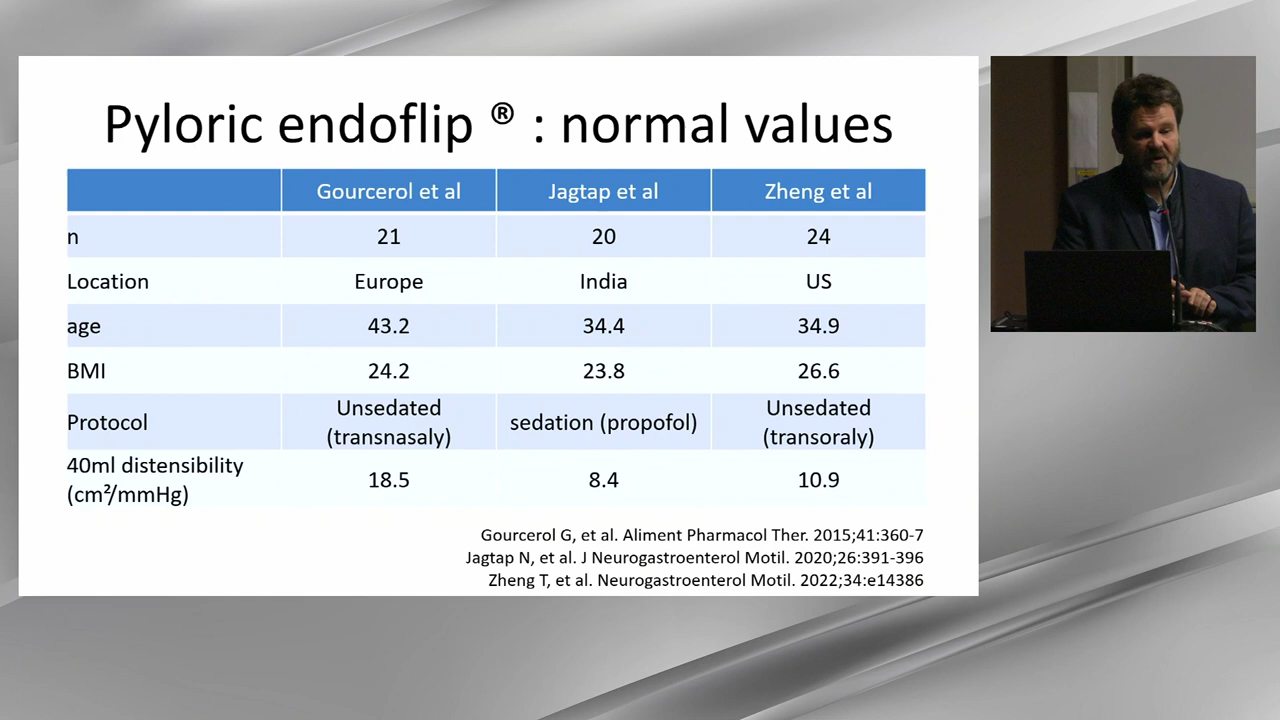 Pyloric endoflip ® : normal values
Gourcerol et al Jagtap et al Zheng et al
n 21 20 24
Location Europe India US
age 43.2 34.4 34.9
BMI 24.2 23.8 26.6
Protocol Unsedated (transnasaly) sedation (propofol) Unsedated (transoraly)
40ml distensibility (cm²/mmHg) 18.5 8.4 10.9
Gourcerol G, et al. Aliment Pharmacol Ther. 2015;41:360-7
Jagtap N, et al. J Neurogastroenterol Motil. 2020;26:391-396
Zheng T, et al. Neurogastroenterol Motil. 2022;34:e14386